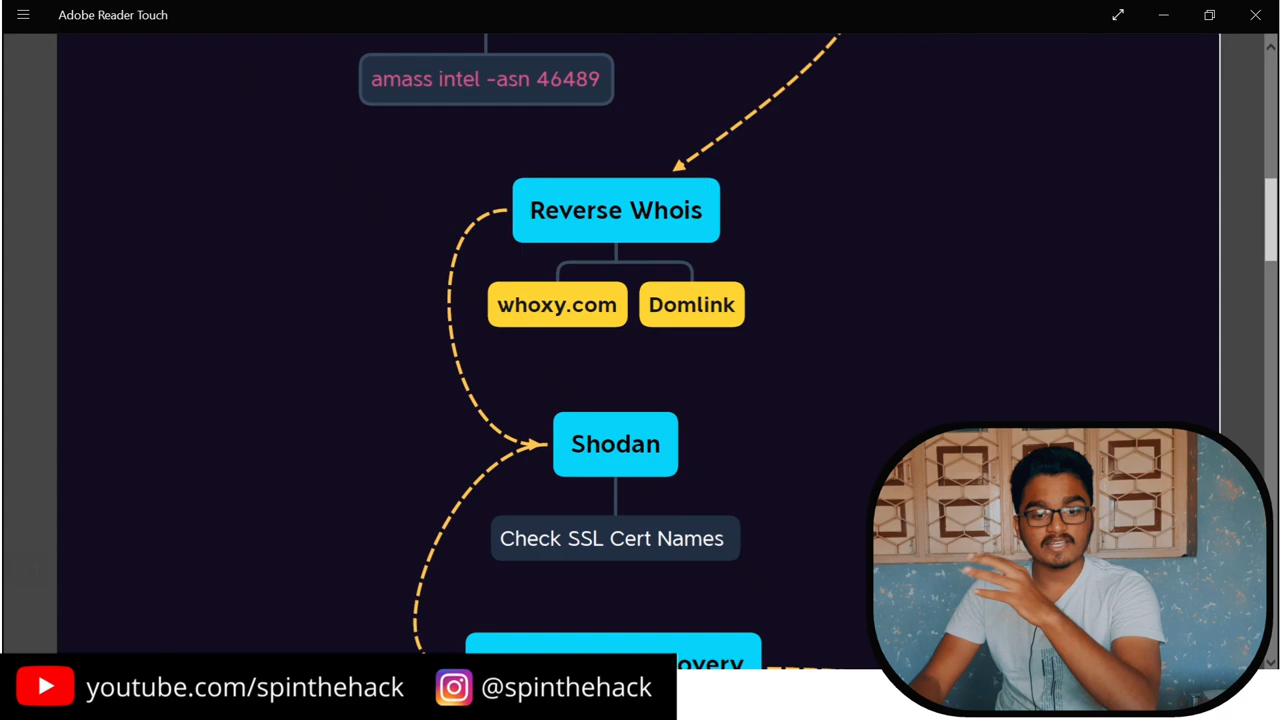 Adobe Reader Touch
amass intel -asn 46489
Reverse Whois
whoxy.com
Domlink
Shodan
Check SSL Cert Names
overy
youtube.com/spinthehack
@spinthehack